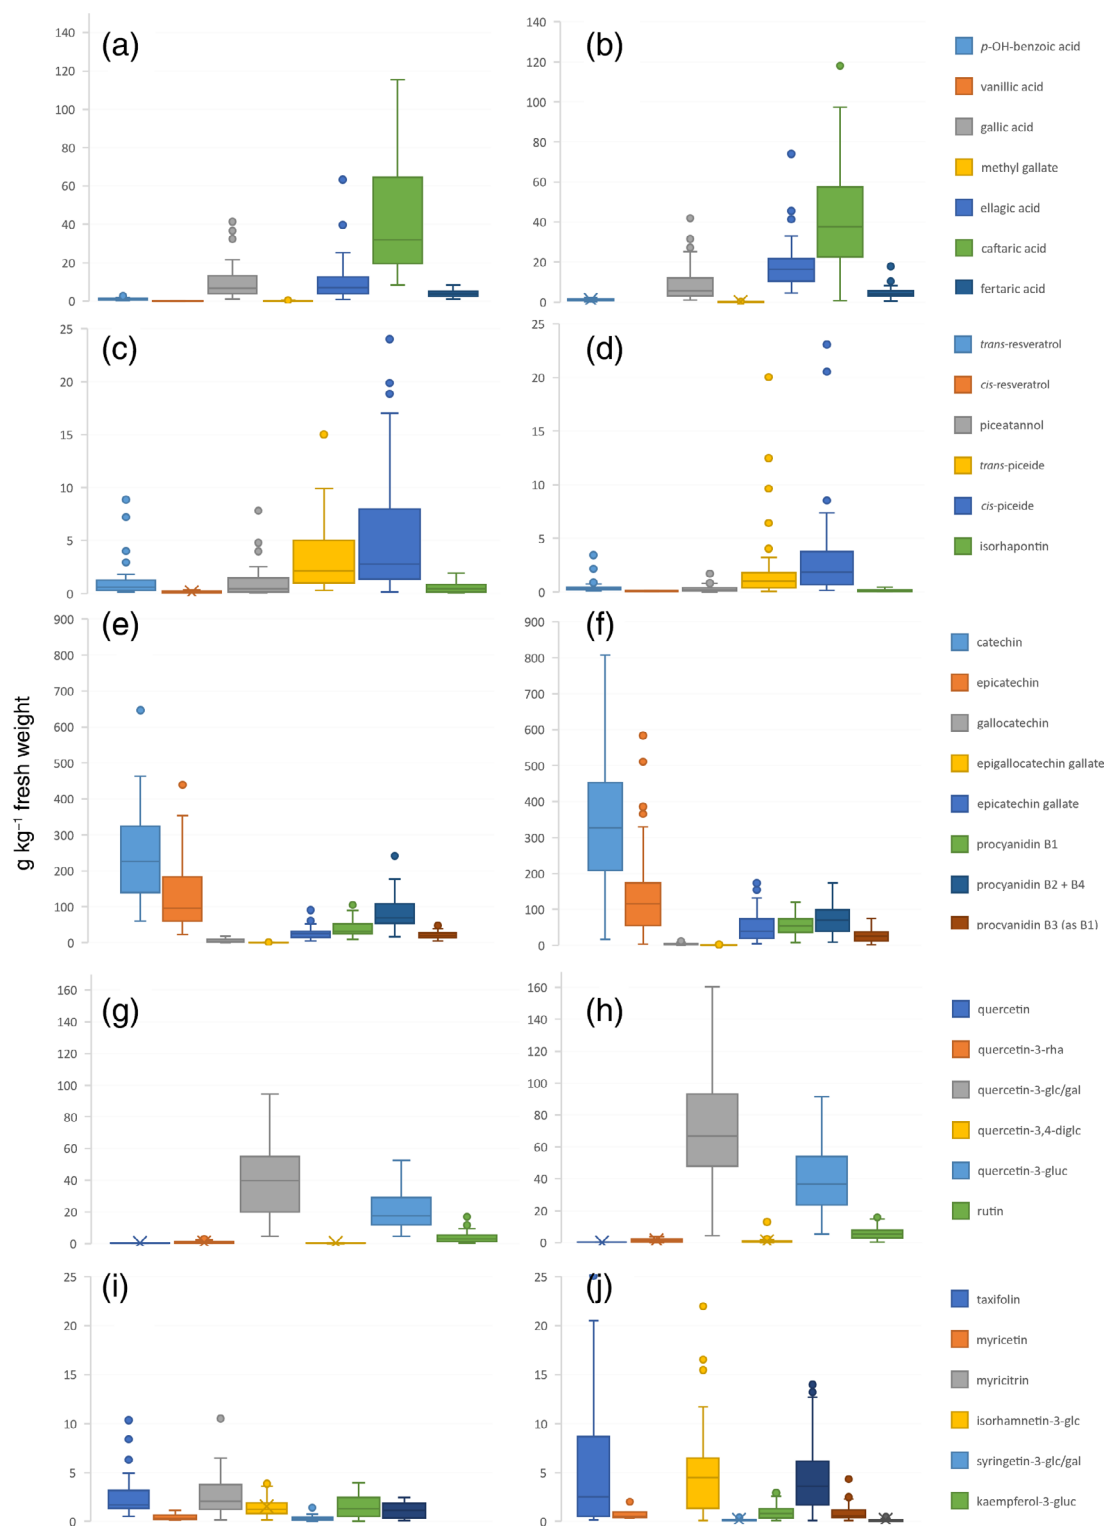 (a)
140
120
100
80
60
40
20
0
(b)
140
120
100
80
60
40
20
0
p-OH-benzoic acid
vanillic acid
gallic acid
methyl gallate
ellagic acid
caftaric acid
fertaric acid
(c)
25
20
15
10
5
0
(d)
25
20
15
10
5
0
trans-resveratrol
cis-resveratrol
piceatannol
trans-piceide
cis-piceide
isorhapontin
g kg⁻¹ fresh weight
(e)
900
800
700
600
500
400
300
200
100
0
(f)
900
800
700
600
500
400
300
200
100
0
catechin
epicatechin
gallocatechin
epigallocatechin gallate
epicatechin gallate
procyanidin B1
procyanidin B2 + B4
procyanidin B3 (as B1)
(g)
160
140
120
100
80
60
40
20
0
(h)
160
140
120
100
80
60
40
20
0
quercetin
quercetin-3-rha
quercetin-3-glc/gal
quercetin-3,4-diglc
quercetin-3-gluc
rutin
(i)
25
20
15
10
5
0
(j)
25
20
15
10
5
0
taxifolin
myricetin
myricitrin
isorhamnetin-3-glc
syringetin-3-glc/gal
kaempferol-3-gluc